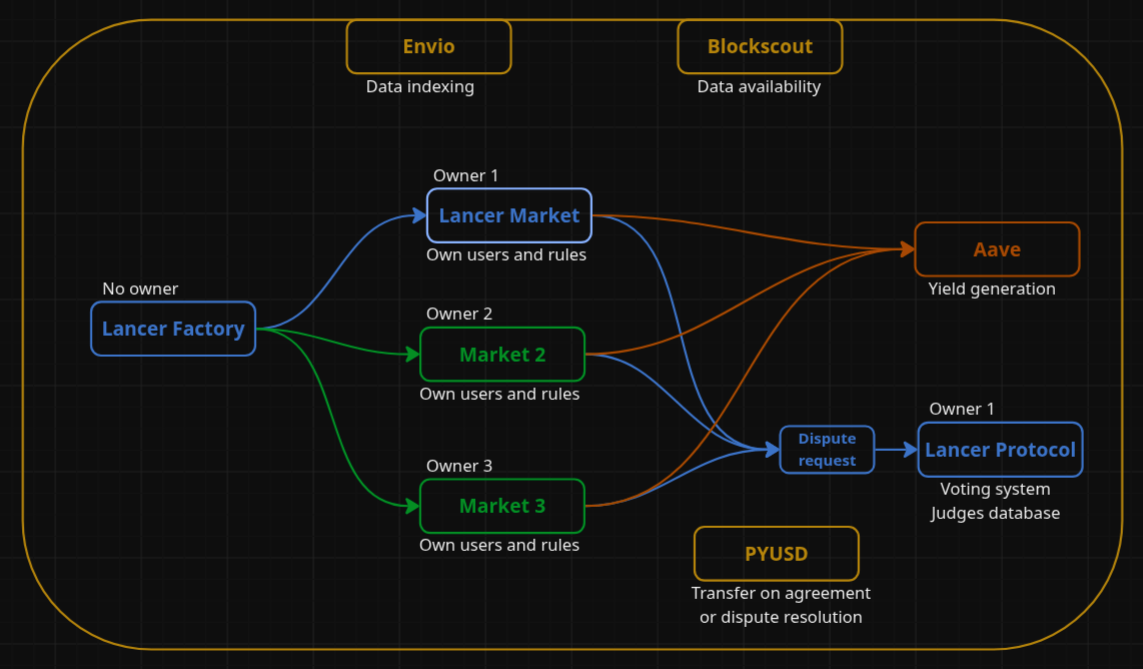 Envio
Data indexing
Blockscout
Data availability
Owner 1
Lancer Market
Own users and rules
No owner
Lancer Factory
Owner 2
Market 2
Own users and rules
Owner 3
Market 3
Own users and rules
Aave
Yield generation
Dispute
request
Owner 1
Lancer Protocol
Voting system
Judges database
PYUSD
Transfer on agreement
or dispute resolution